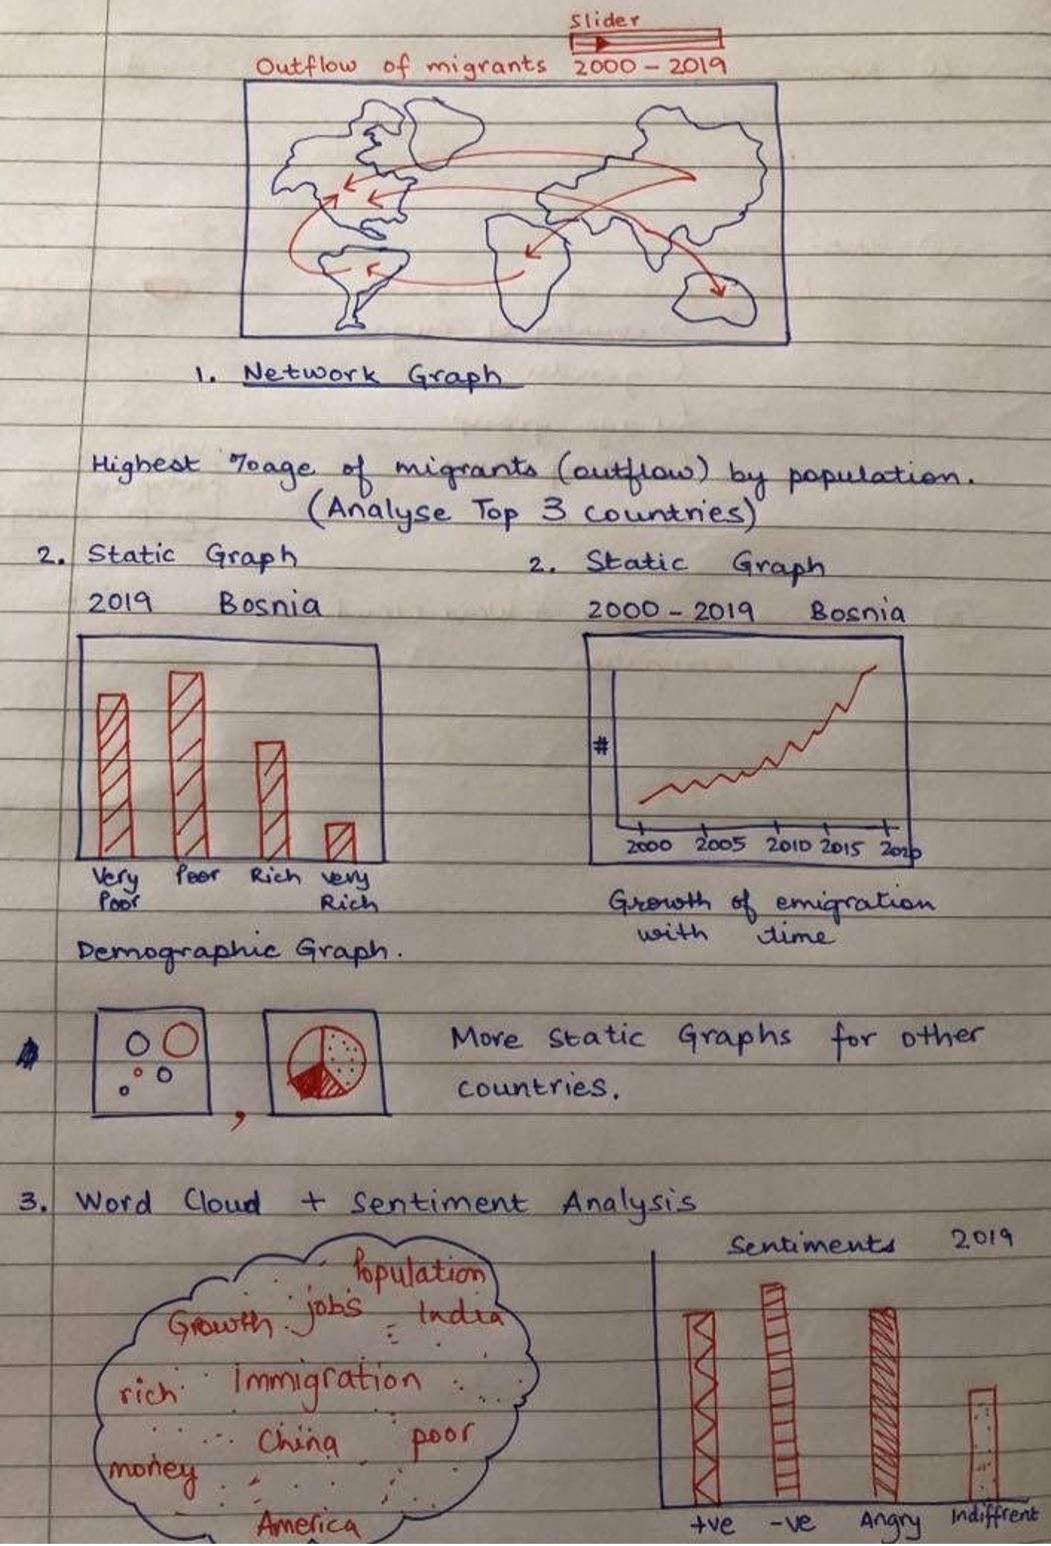 Slider
Outflow of migrants 2000 - 2019
1. Network Graph
Highest %age of migrants (outflow) by population.
(Analyse Top 3 countries)
2. Static Graph
2019 Bosnia
Very Poor
Poor
Rich
Very Rich
Demographic Graph.
2. Static Graph
2000 - 2019 Bosnia
#
2000 2005 2010 2015 2020
Growth of emigration
with time
,
More Static Graphs for other
countries.
3. Word Cloud + Sentiment Analysis
Population
Growth jobs India
rich immigration
China poor
money
America
Sentiments 2019
+ve -ve Angry Indiffrent